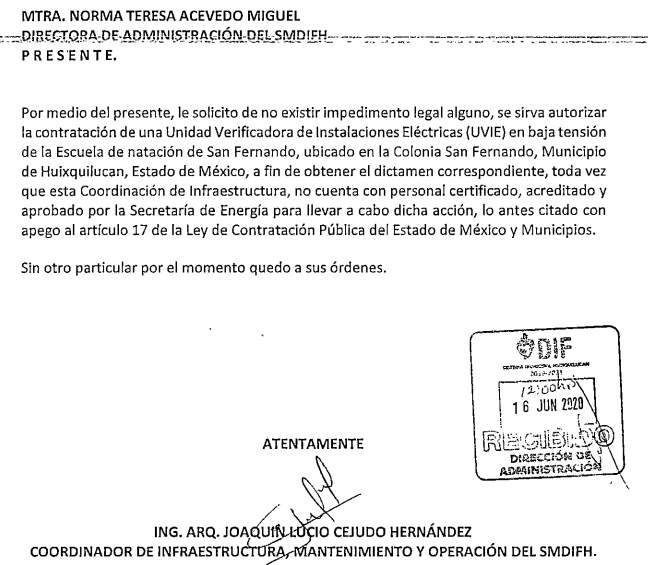 MTRA. NORMA TERESA ACEVEDO MIGUEL
DIRECTORA DE ADMINISTRACIÓN DEL SMDIFH
P R E S E N T E.
Por medio del presente, le solicito de no existir impedimento legal alguno, se sirva autorizar
la contratación de una Unidad Verificadora de Instalaciones Eléctricas (UVIE) en baja tensión
de la Escuela de natación de San Fernando, ubicado en la Colonia San Fernando, Municipio
de Huixquilucan, Estado de México, a fin de obtener el dictamen correspondiente, toda vez
que esta Coordinación de Infraestructura, no cuenta con personal certificado, acreditado y
aprobado por la Secretaría de Energía para llevar a cabo dicha acción, lo antes citado con
apego al artículo 17 de la Ley de Contratación Pública del Estado de México y Municipios.
Sin otro particular por el momento quedo a sus órdenes.
DIF
SISTEMA MUNICIPAL HUIXQUILUCAN
2019-2021
12:00hrs
16 JUN 2020
RECIBIDO
DIRECCIÓN DE
ADMINISTRACIÓN
ATENTAMENTE
ING. ARQ. JOAQUÍN LUCIO CEJUDO HERNÁNDEZ
COORDINADOR DE INFRAESTRUCTURA, MANTENIMIENTO Y OPERACIÓN DEL SMDIFH.